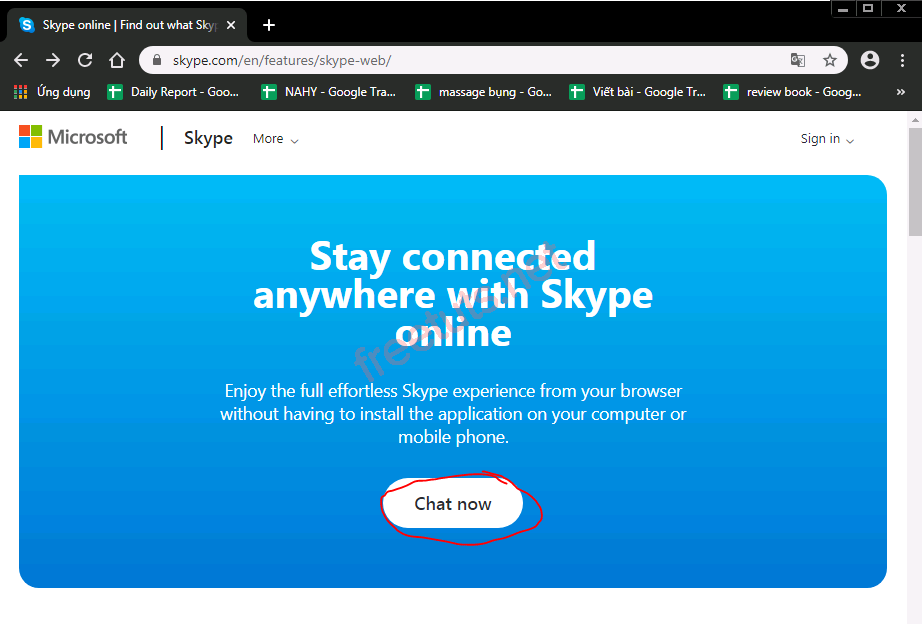 Skype online | Find out what Skyp
skype.com/en/features/skype-web/
Ứng dụng Daily Report - Goo... NAHY - Google Tra... massage bụng - Go... Viết bài - Google Tr... review book - Goog... »
Microsoft Skype More Sign in
Stay connected
anywhere with Skype
online
freetuts.net
Enjoy the full effortless Skype experience from your browser
without having to install the application on your computer or
mobile phone.
Chat now